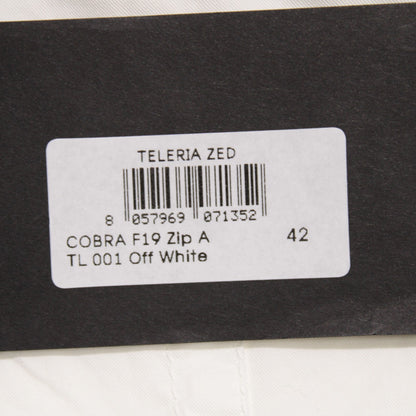 TELERIA ZED
8 057969 071352
COBRA F19 Zip A 42
TL 001 Off White